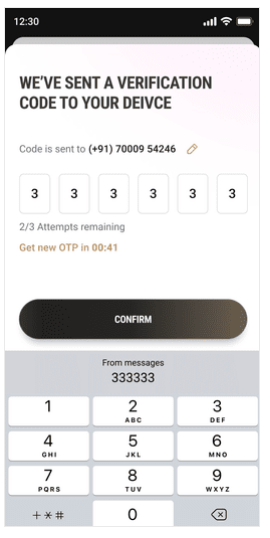 12:30
WE'VE SENT A VERIFICATION
CODE TO YOUR DEIVCE
Code is sent to (+91) 70009 54246
3 3 3 3 3 3
2/3 Attempts remaining
Get new OTP in 00:41
CONFIRM
From messages
333333
1 2 3
ABC DEF
4 5 6
GHI JKL MNO
7 8 9
PQRS TUV WXYZ
+*# 0